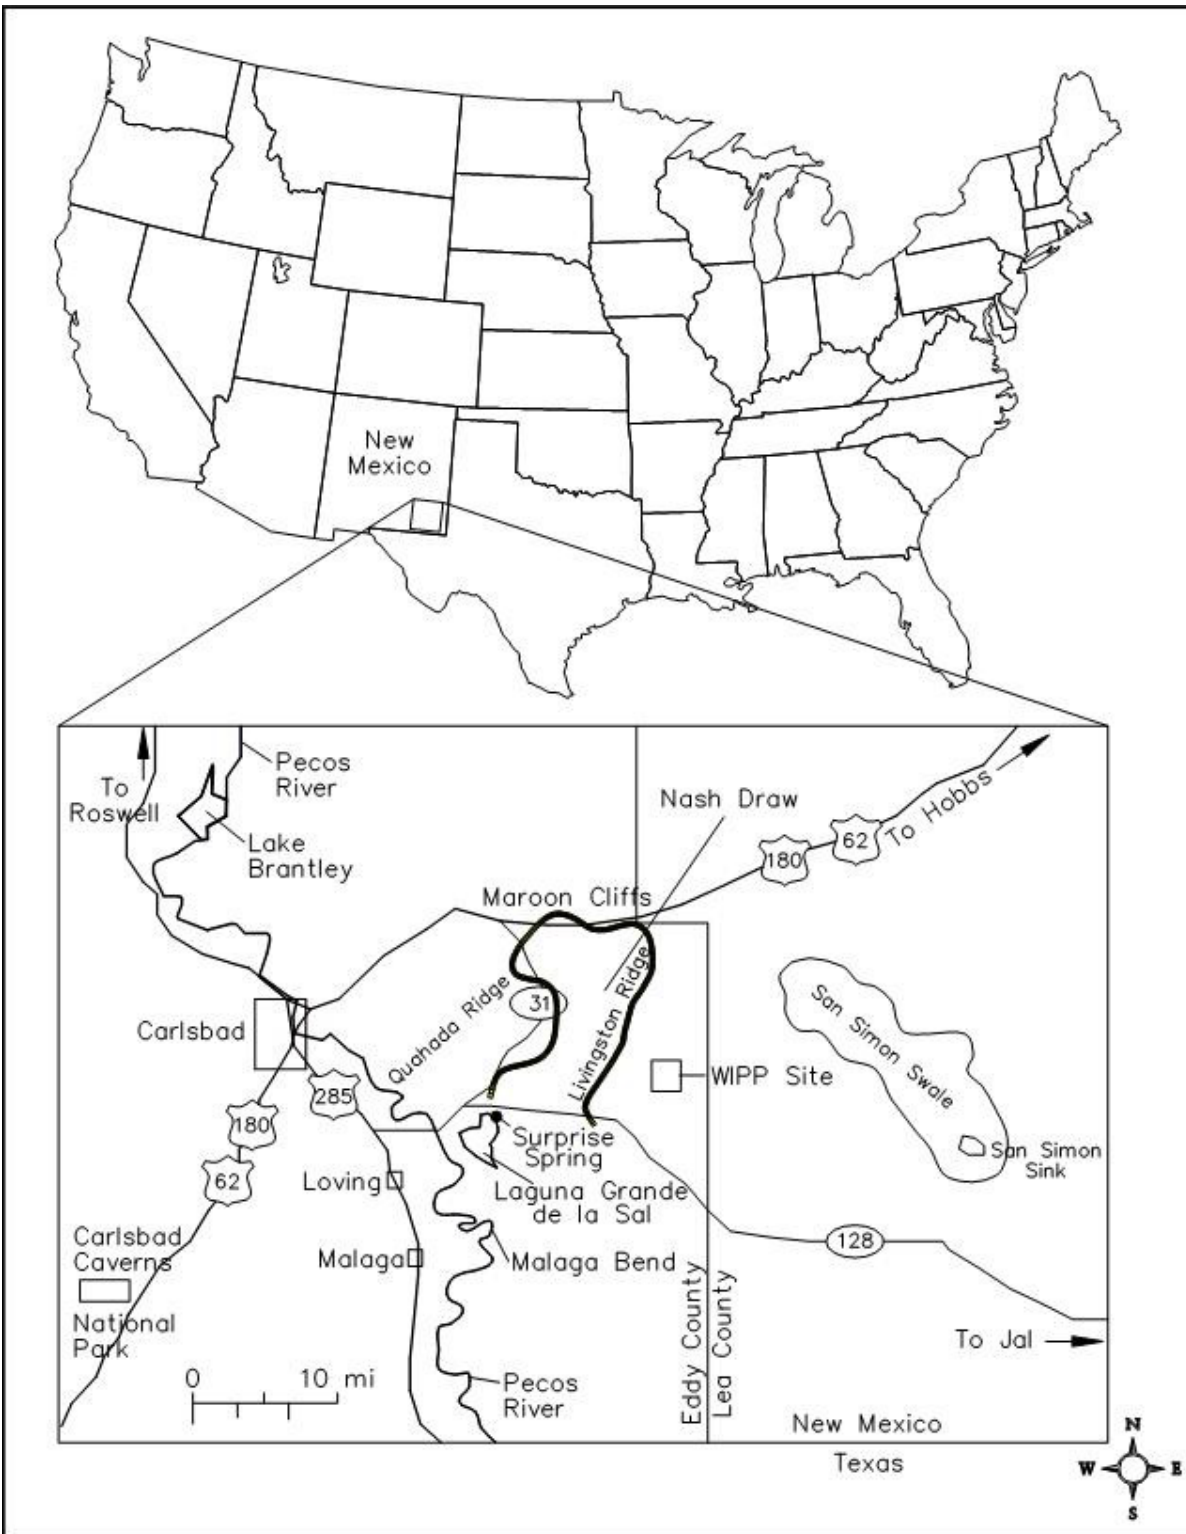 New
Mexico
Pecos
River
To
Roswell
Lake
Brantley
Nash Draw
To Hobbs
62
180
Maroon Cliffs
Quahada Ridge
31
Livingston Ridge
San Simon Swale
Carlsbad
WIPP Site
285
180
62
Surprise
Spring
San Simon
Sink
Loving
Laguna Grande
de la Sal
Carlsbad
Caverns
National
Park
Malaga
Malaga Bend
128
Eddy County
Lea County
To Jal
0
10 mi
Pecos
River
New Mexico
Texas
N
W
E
S